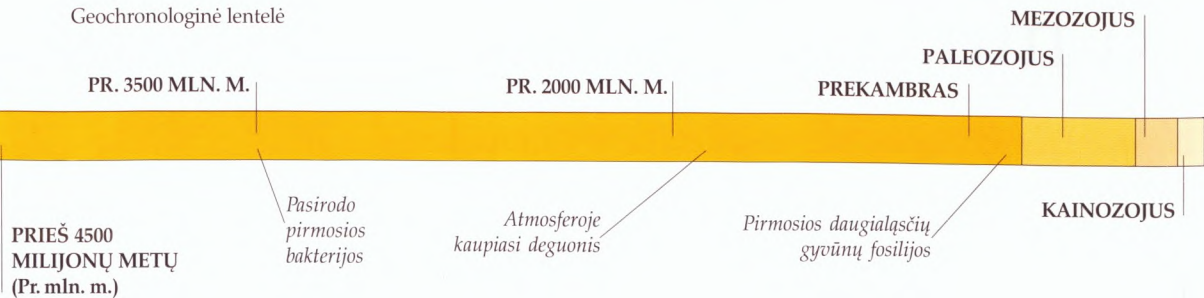 Geochronologinė lentelė
MEZOZOJUS
PALEOZOJUS
PR. 3500 MLN. M.
PR. 2000 MLN. M.
PREKAMBRAS
KAINOZOJUS
PRIEŠ 4500
MILIJONŲ METŲ
(Pr. mln. m.)
Pasirodo
pirmosios
bakterijos
Atmosferoje
kaupiasi deguonis
Pirmosios daugialąsčių
gyvūnų fosilijos